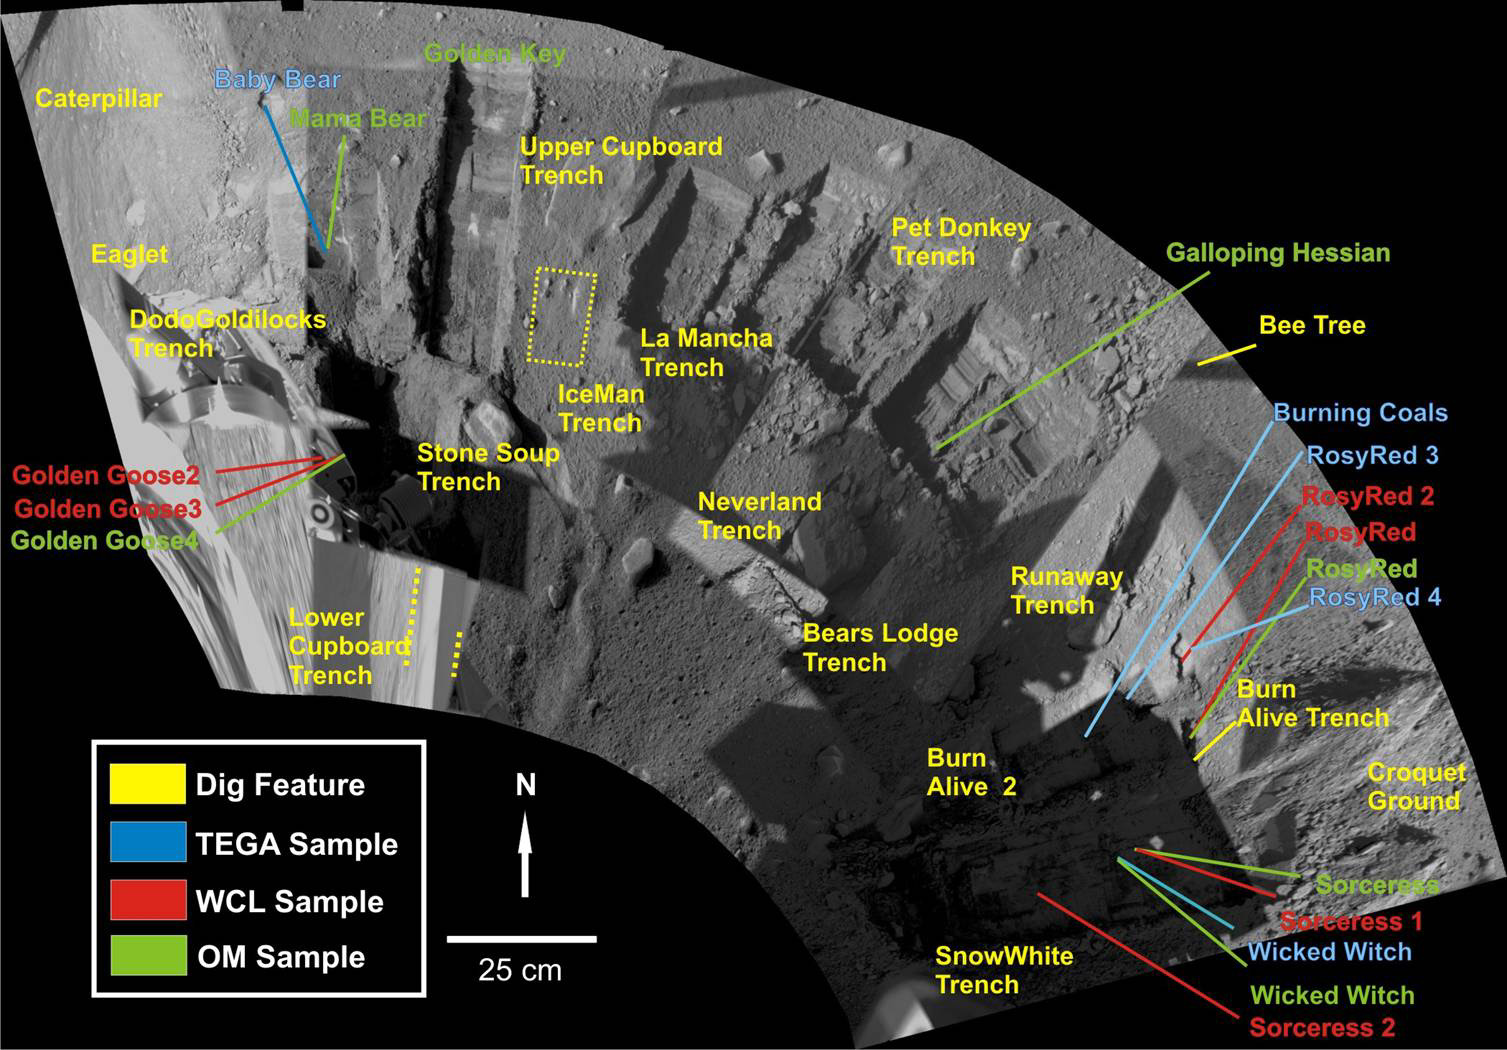 Golden Key
Baby Bear
Caterpillar
Mama Bear
Upper Cupboard
Trench
Pet Donkey
Trench
Galloping Hessian
Eaglet
DodoGoldilocks
Trench
Bee Tree
La Mancha
Trench
IceMan
Trench
Burning Coals
Stone Soup
Trench
RosyRed 3
Golden Goose2
Golden Goose3
Golden Goose4
Neverland
Trench
RosyRed 2
RosyRed
RosyRed
RosyRed 4
Runaway
Trench
Lower
Cupboard
Trench
Bears Lodge
Trench
Burn
Alive Trench
Burn
Alive 2
Croquet
Ground
Dig Feature
TEGA Sample
WCL Sample
OM Sample
N
25 cm
Sorceress
Sorceress 1
Wicked Witch
SnowWhite
Trench
Wicked Witch
Sorceress 2